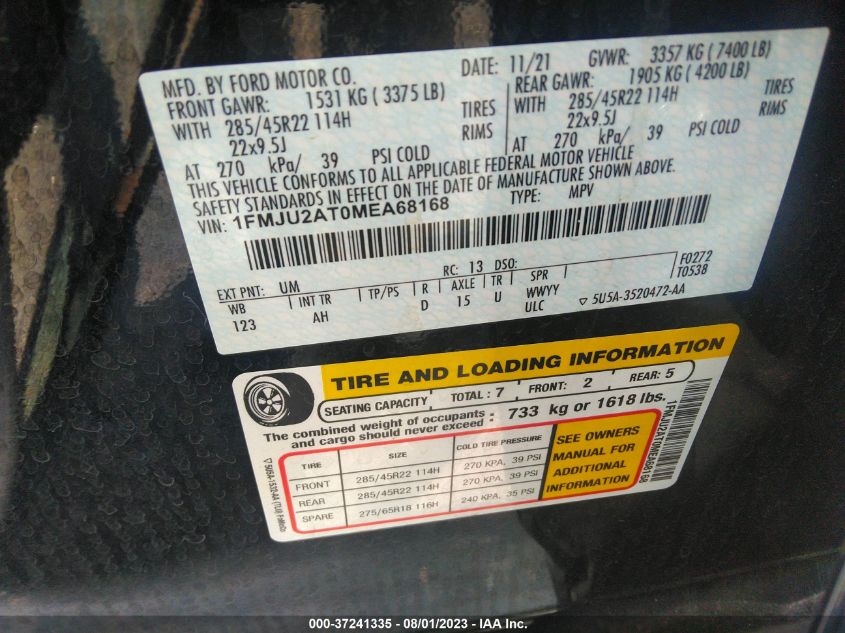 MFD. BY FORD MOTOR CO. DATE: 11/21 GVWR: 3357 KG ( 7400 LB)
FRONT GAWR: 1531 KG ( 3375 LB) REAR GAWR: 1905 KG ( 4200 LB)
WITH 285/45R22 114H TIRES WITH 285/45R22 114H TIRES
22x9.5J RIMS 22x9.5J RIMS
AT 270 kPa/ 39 PSI COLD AT 270 kPa/ 39 PSI COLD
THIS VEHICLE CONFORMS TO ALL APPLICABLE FEDERAL MOTOR VEHICLE
SAFETY STANDARDS IN EFFECT ON THE DATE OF MANUFACTURE SHOWN ABOVE.
VIN: 1FMJU2AT0MEA68168 TYPE: MPV
EXT PNT: UM RC: 13 DSO: F0272
T0538
WB INT TR TP/PS R AXLE TR SPR
123 AH D 15 U WWYY
ULC
▽ 5U5A-3520472-AA
TIRE AND LOADING INFORMATION
SEATING CAPACITY TOTAL : 7 FRONT: 2 REAR: 5
The combined weight of occupants and cargo should never exceed : 733 kg or 1618 lbs.
TIRE SIZE COLD TIRE PRESSURE
FRONT 285/45R22 114H 270 KPA, 39 PSI
REAR 285/45R22 114H 270 KPA, 39 PSI
SPARE 275/65R18 116H 240 KPA, 35 PSI
SEE OWNERS
MANUAL FOR
ADDITIONAL
INFORMATION
1FMJU2AT0MEA68168
▽ 5U5A-1532-AA
000-37241335 - 08/01/2023 - IAA Inc.